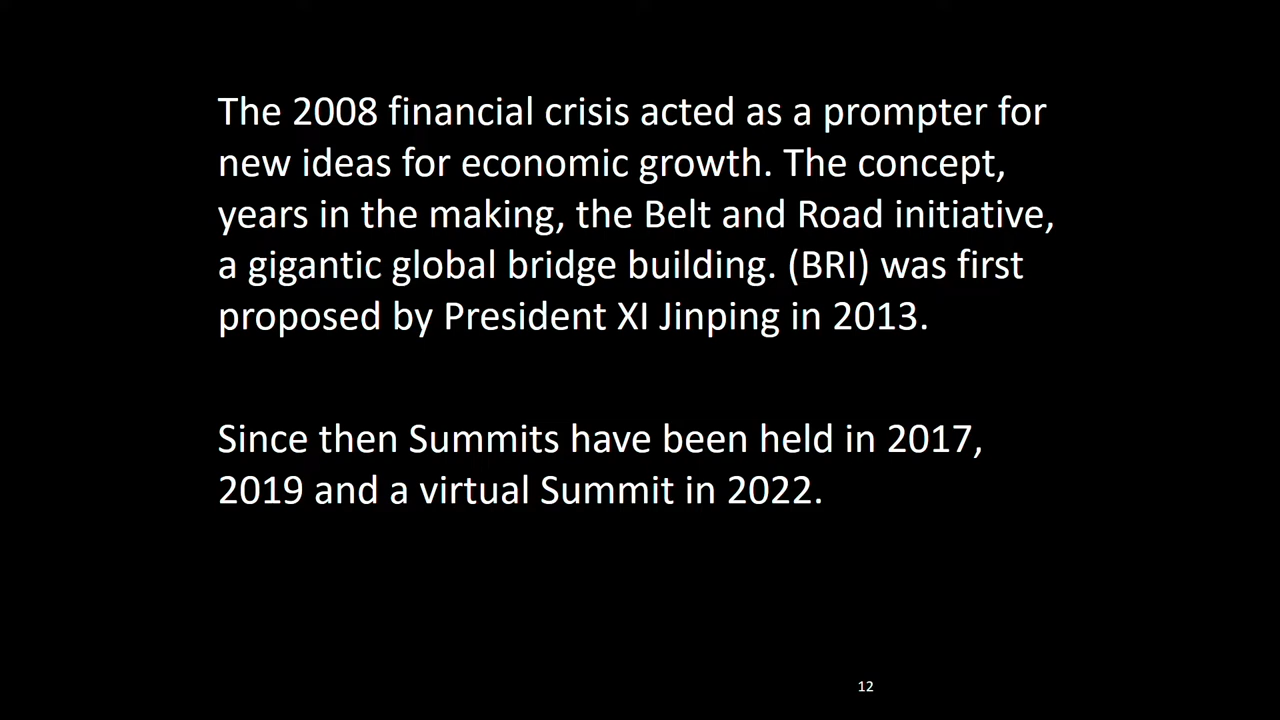 The 2008 financial crisis acted as a prompter for
new ideas for economic growth. The concept,
years in the making, the Belt and Road initiative,
a gigantic global bridge building. (BRI) was first
proposed by President XI Jinping in 2013.
Since then Summits have been held in 2017,
2019 and a virtual Summit in 2022.
12